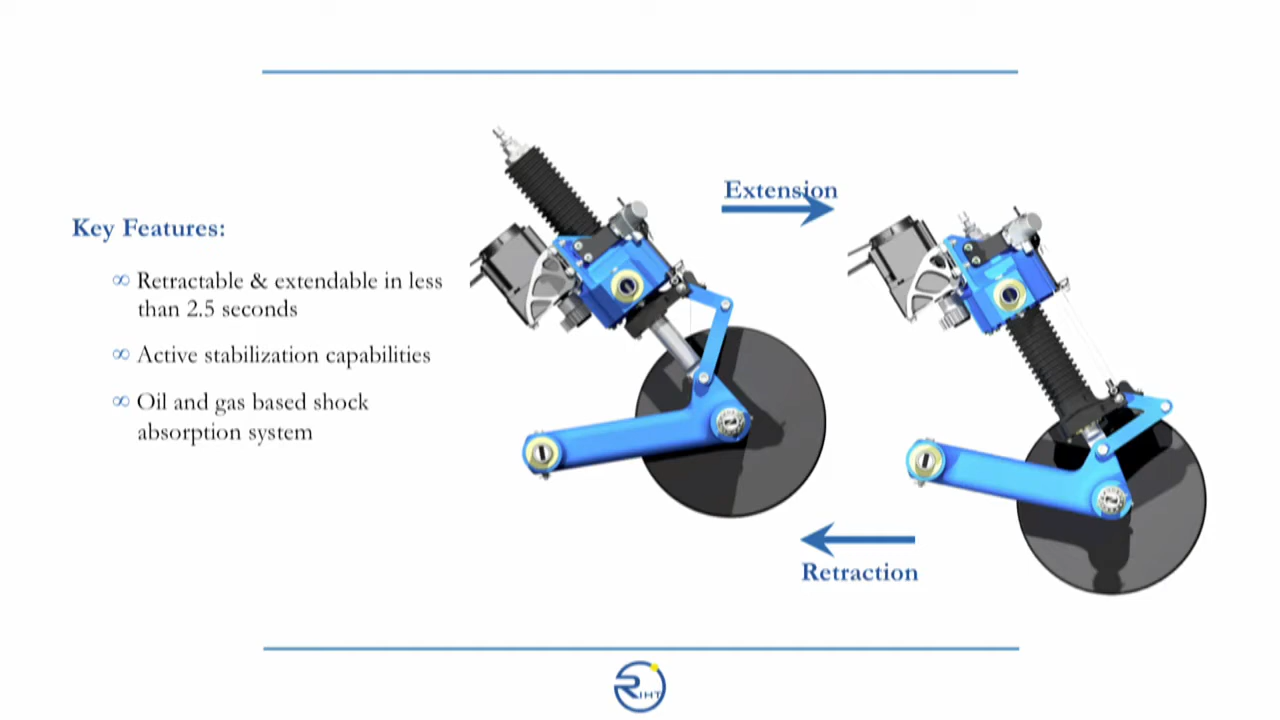 Extension
Key Features:
∞ Retractable & extendable in less
than 2.5 seconds
∞ Active stabilization capabilities
∞ Oil and gas based shock
absorption system
Retraction
RIHT